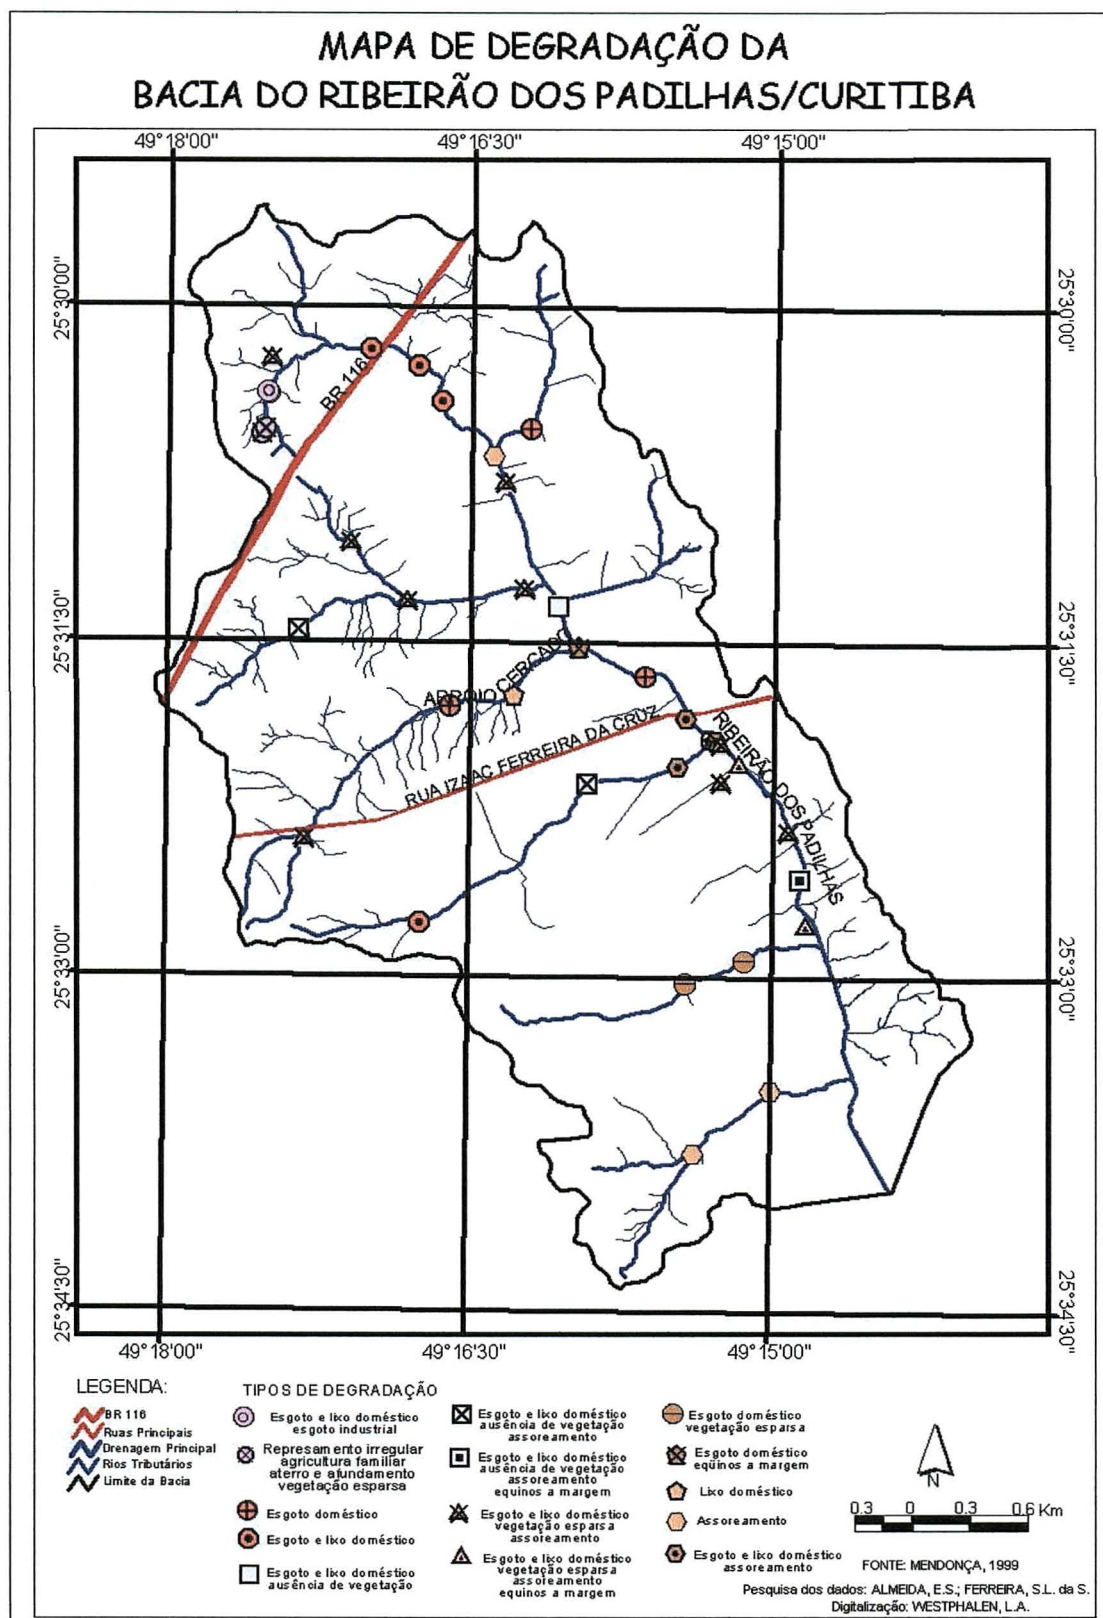 MAPA DE DEGRADAÇÃO DA
BACIA DO RIBEIRÃO DOS PADILHAS/CURITIBA
49°18'00" 49°16'30" 49°15'00"
25°30'00"
25°30'00"
BR 116
25°31'30"
25°31'30"
ARROIO CERCADO
RUA IZAAC FERREIRA DA CRUZ
RIBEIRÃO DOS PADILHAS
25°33'00"
25°33'00"
25°34'30"
25°34'30"
49°18'00" 49°16'30" 49°15'00"
LEGENDA:
BR 116
Ruas Principais
Drenagem Principal
Rios Tributários
Limite da Bacia
TIPOS DE DEGRADAÇÃO
Esgoto e lixo doméstico
esgoto industrial
Represamento irregular
agricultura familiar
aterro e afundamento
vegetação esparsa
Esgoto doméstico
Esgoto e lixo doméstico
Esgoto e lixo doméstico
ausência de vegetação
Esgoto e lixo doméstico
ausência de vegetação
assoreamento
Esgoto e lixo doméstico
ausência de vegetação
assoreamento
equinos a margem
Esgoto e lixo doméstico
vegetação esparsa
assoreamento
Esgoto e lixo doméstico
vegetação esparsa
assoreamento
equinos a margem
Esgoto doméstico
vegetação esparsa
Esgoto doméstico
eqüinos a margem
Lixo doméstico
Assoreamento
Esgoto e lixo doméstico
assoreamento
N
0.3 0 0.3 0.6 Km
FONTE: MENDONÇA, 1999
Pesquisa dos dados: ALMEIDA, E.S.; FERREIRA, S.L. da S.
Digitalização: WESTPHALEN, L.A.